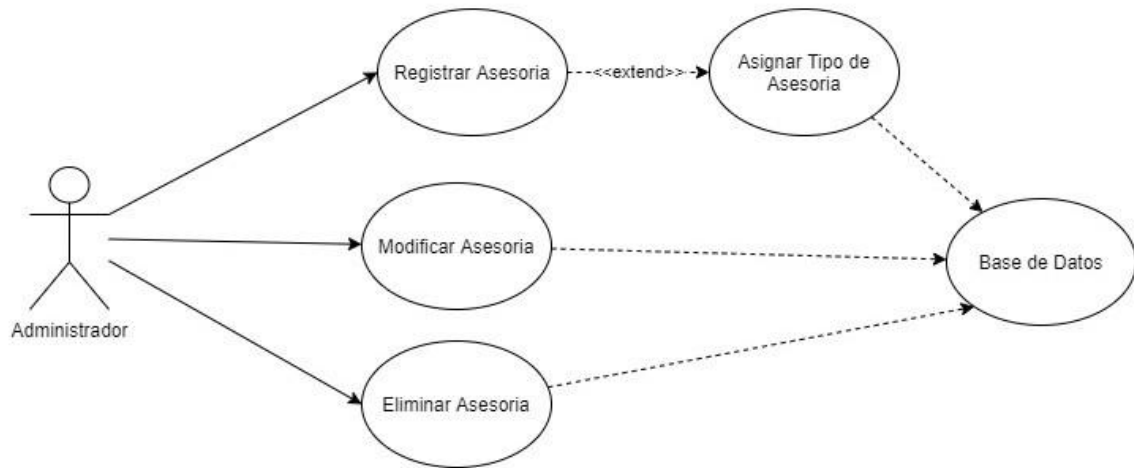 Registrar Asesoria
<<extend>>
Asignar Tipo de
Asesoria
Modificar Asesoria
Base de Datos
Administrador
Eliminar Asesoria